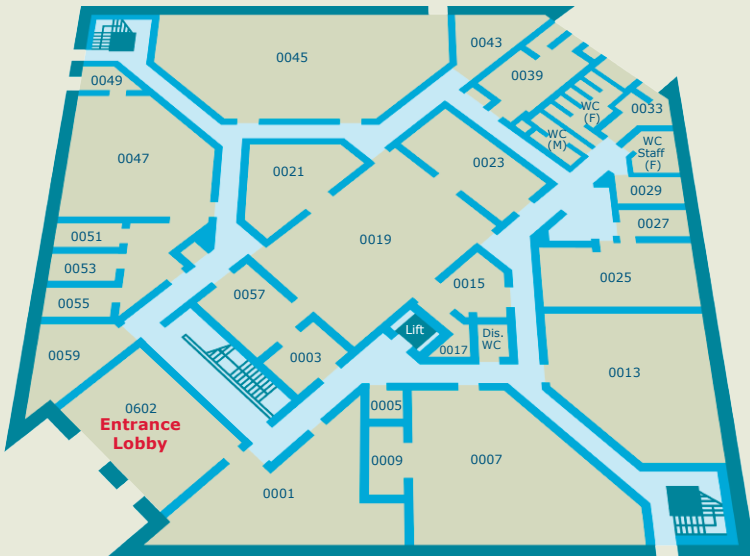 0045
0043
0039
0049
WC
(F)
0033
WC
(M)
WC
Staff
(F)
0047
0021
0023
0029
0027
0051
0019
0053
0025
0015
0057
0055
Lift
Dis.
WC
0017
0059
0003
0013
0602
Entrance
Lobby
0005
0009
0007
0001